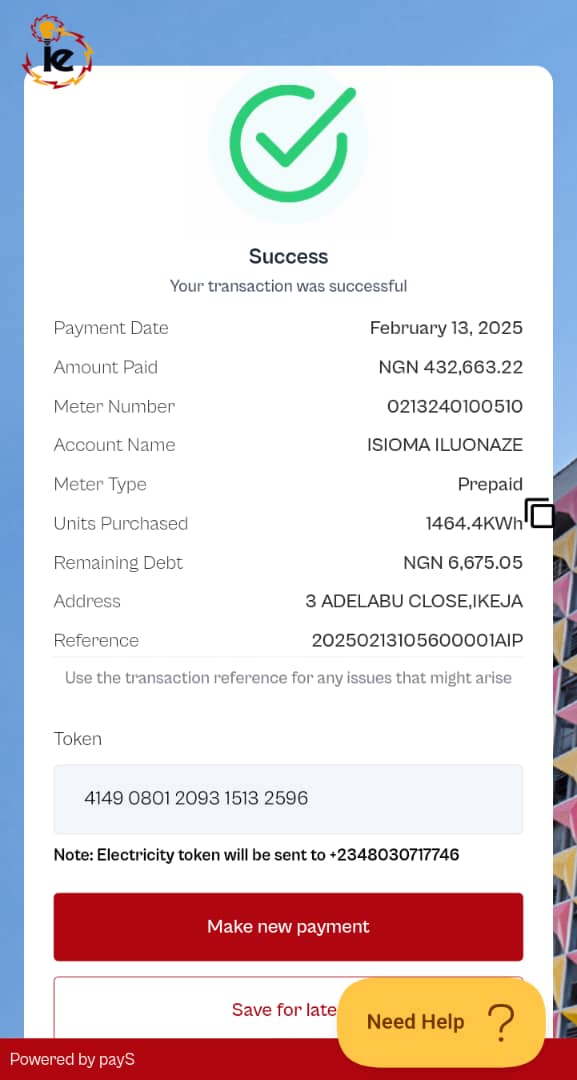 ie
Success
Your transaction was successful
Payment Date February 13, 2025
Amount Paid NGN 432,663.22
Meter Number 0213240100510
Account Name ISIOMA ILUONAZE
Meter Type Prepaid
Units Purchased 1464.4KWh
Remaining Debt NGN 6,675.05
Address 3 ADELABU CLOSE,IKEJA
Reference 20250213105600001AIP
Use the transaction reference for any issues that might arise
Token
4149 0801 2093 1513 2596
Note: Electricity token will be sent to +2348030717746
Make new payment
Save for late
Need Help ?
Powered by payS